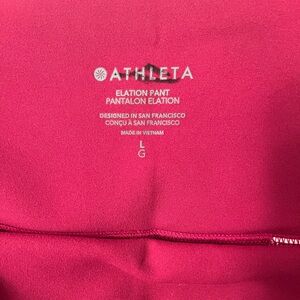 ATHLETA
ELATION PANT
PANTALON ELATION
DESIGNED IN SAN FRANCISCO
CONÇU À SAN FRANCISCO
MADE IN VIETNAM
L
G